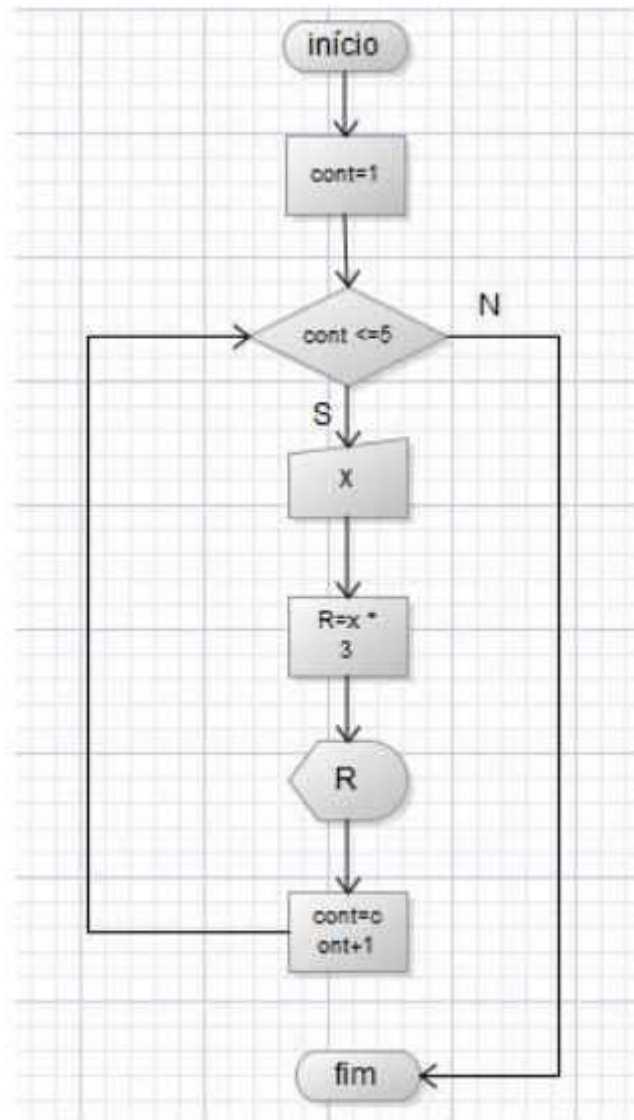 início
cont=1
cont <=5
N
S
x
R=x *
3
R
cont=c
ont+1
fim